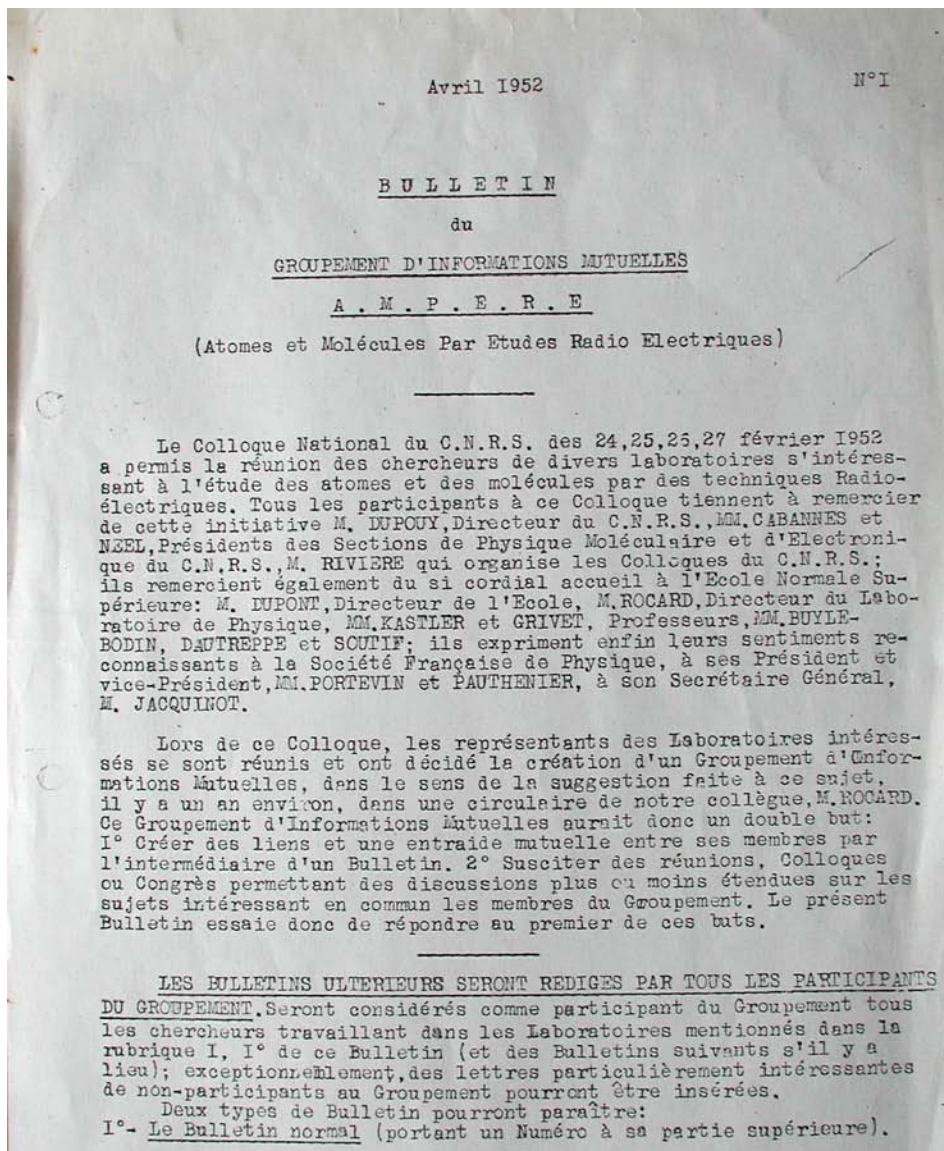 Avril I952
N°I
B U L L E T I N
du
GROUPEMENT D'INFORMATIONS MUTUELLES
A . M . P . E . R . E
(Atomes et Molécules Par Etudes Radio Electriques)
Le Colloque National du C.N.R.S. des 24,25,26,27 février I952
a permis la réunion des chercheurs de divers laboratoires s'intéres-
sant à l'étude des atomes et des molécules par des techniques Radio-
électriques. Tous les participants à ce Colloque tiennent à remercier
de cette initiative M. DUPOUY,Directeur du C.N.R.S.,MM.CABANNES et
NEEL,Présidents des Sections de Physique Moléculaire et d'Electroni-
que du C.N.R.S.,M. RIVIERE qui organise les Colloques du C.N.R.S.;
ils remercient également du si cordial accueil à l'Ecole Normale Su-
périeure: M. DUPONT,Directeur de l'Ecole, M.ROCARD,Directeur du Labo-
ratoire de Physique, MM.KASTLER et GRIVET, Professeurs,MM.BUYLE-
BODIN, DAUTREPPE et SOUTIF; ils expriment enfin leurs sentiments re-
connaissants à la Société Française de Physique, à ses Président et
vice-Président,MM.PORTEVIN et PAUTHENIER, à son Secrétaire Général,
M. JACQUINOT.
Lors de ce Colloque, les représentants des Laboratoires intéres-
sés se sont réunis et ont décidé la création d'un Groupement d'Infor-
mations Mutuelles, dans le sens de la suggestion faite à ce sujet,
il y a un an environ, dans une circulaire de notre collègue,M.ROCARD.
Ce Groupement d'Informations Mutuelles aurait donc un double but:
I° Créer des liens et une entraide mutuelle entre ses membres par
l'intermédiaire d'un Bulletin. 2° Susciter des réunions, Colloques
ou Congrès permettant des discussions plus ou moins étendues sur les
sujets intéressant en commun les membres du Groupement. Le présent
Bulletin essaie donc de répondre au premier de ces buts.
LES BULLETINS ULTERIEURS SERONT REDIGES PAR TOUS LES PARTICIPANTS
DU GROUPEMENT.Seront considérés comme participant du Groupement tous
les chercheurs travaillant dans les Laboratoires mentionnés dans la
rubrique I, I° de ce Bulletin (et des Bulletins suivants s'il y a
lieu); exceptionnellement,des lettres particulièrement intéressantes
de non-participants au Groupement pourront être insérées.
Deux types de Bulletin pourront paraître:
I°- Le Bulletin normal (portant un Numéro à sa partie supérieure).